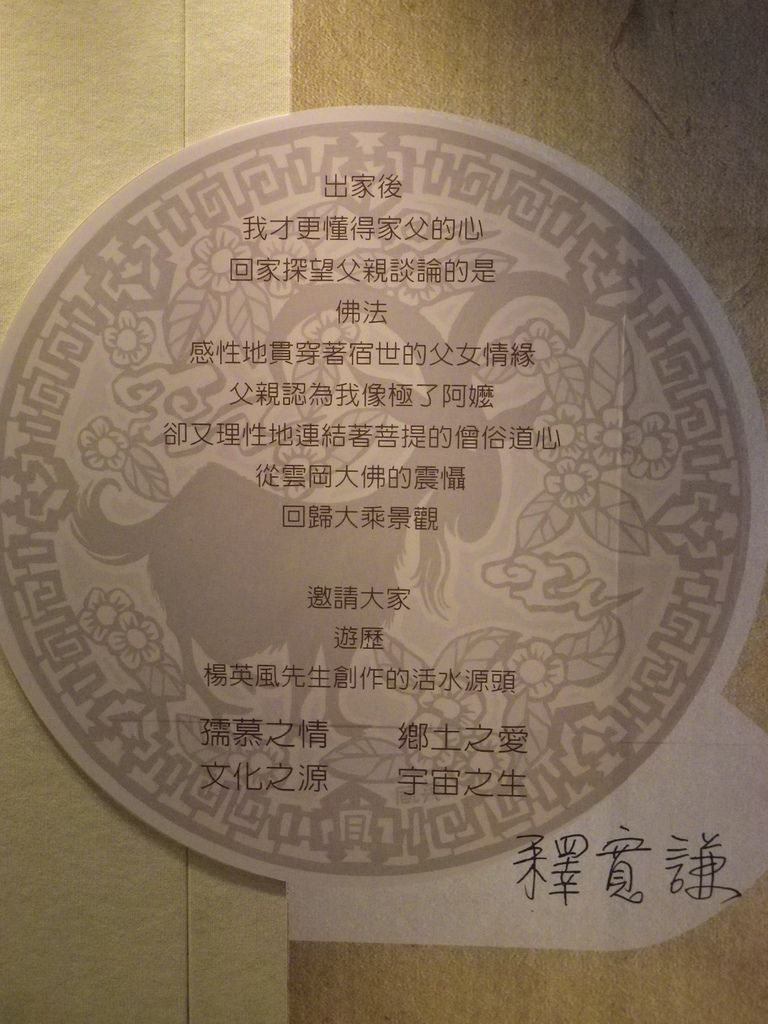 出家後
我才更懂得家父的心
回家探望父親談論的是
佛法
感性地貫穿著宿世的父女情緣
父親認為我像極了阿嬤
卻又理性地連結著菩提的僧俗道心
從雲岡大佛的震懾
回歸大乘景觀
邀請大家
遊歷
楊英風先生創作的活水源頭
孺慕之情 鄉土之愛
文化之源 宇宙之生
釋寬謙